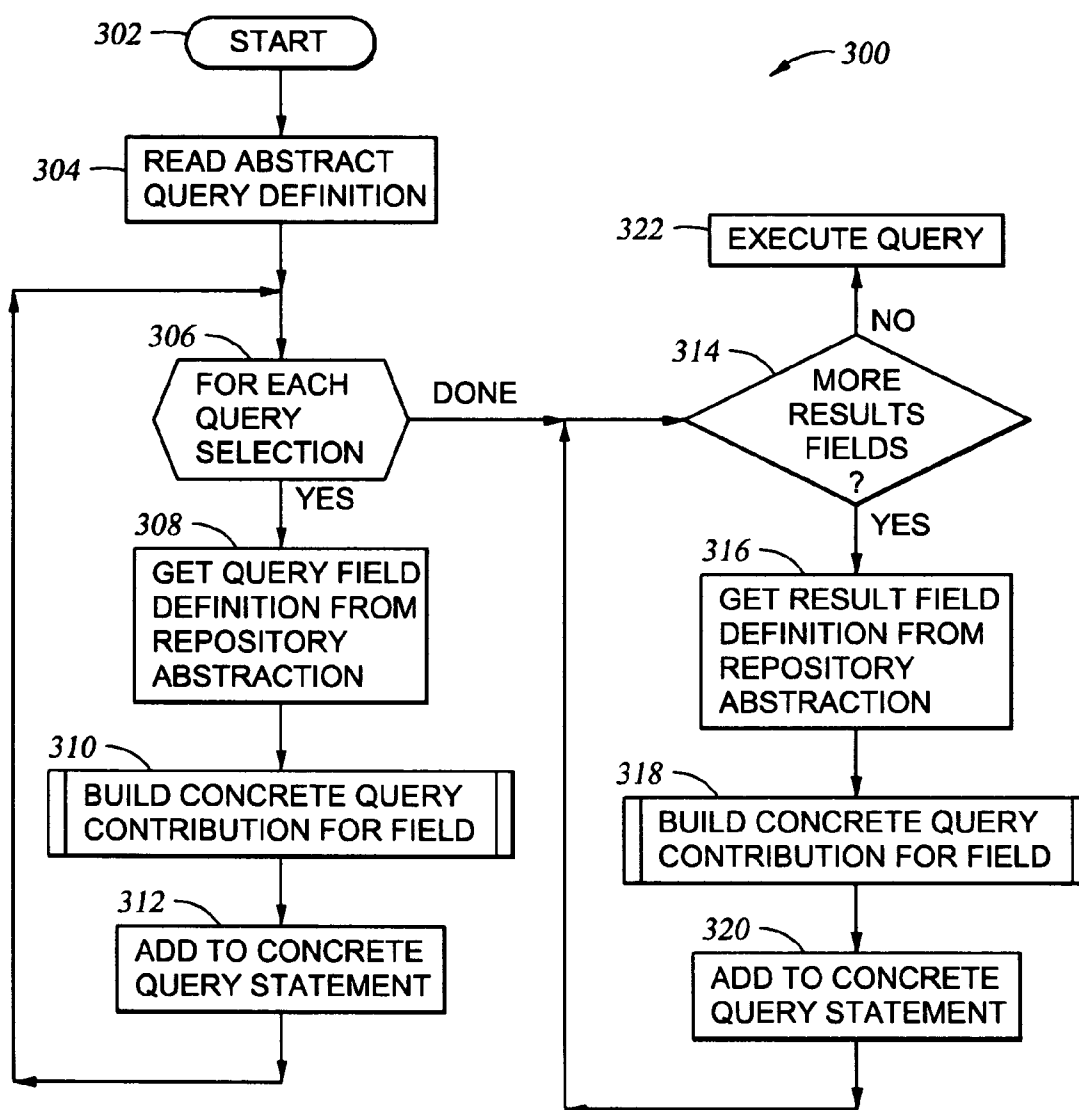 302
START
300
304
READ ABSTRACT
QUERY DEFINITION
306
FOR EACH
QUERY
SELECTION
DONE
YES
308
GET QUERY FIELD
DEFINITION FROM
REPOSITORY
ABSTRACTION
310
BUILD CONCRETE QUERY
CONTRIBUTION FOR FIELD
312
ADD TO CONCRETE
QUERY STATEMENT
322
EXECUTE QUERY
NO
314
MORE
RESULTS
FIELDS
?
YES
316
GET RESULT FIELD
DEFINITION FROM
REPOSITORY
ABSTRACTION
318
BUILD CONCRETE QUERY
CONTRIBUTION FOR FIELD
320
ADD TO CONCRETE
QUERY STATEMENT